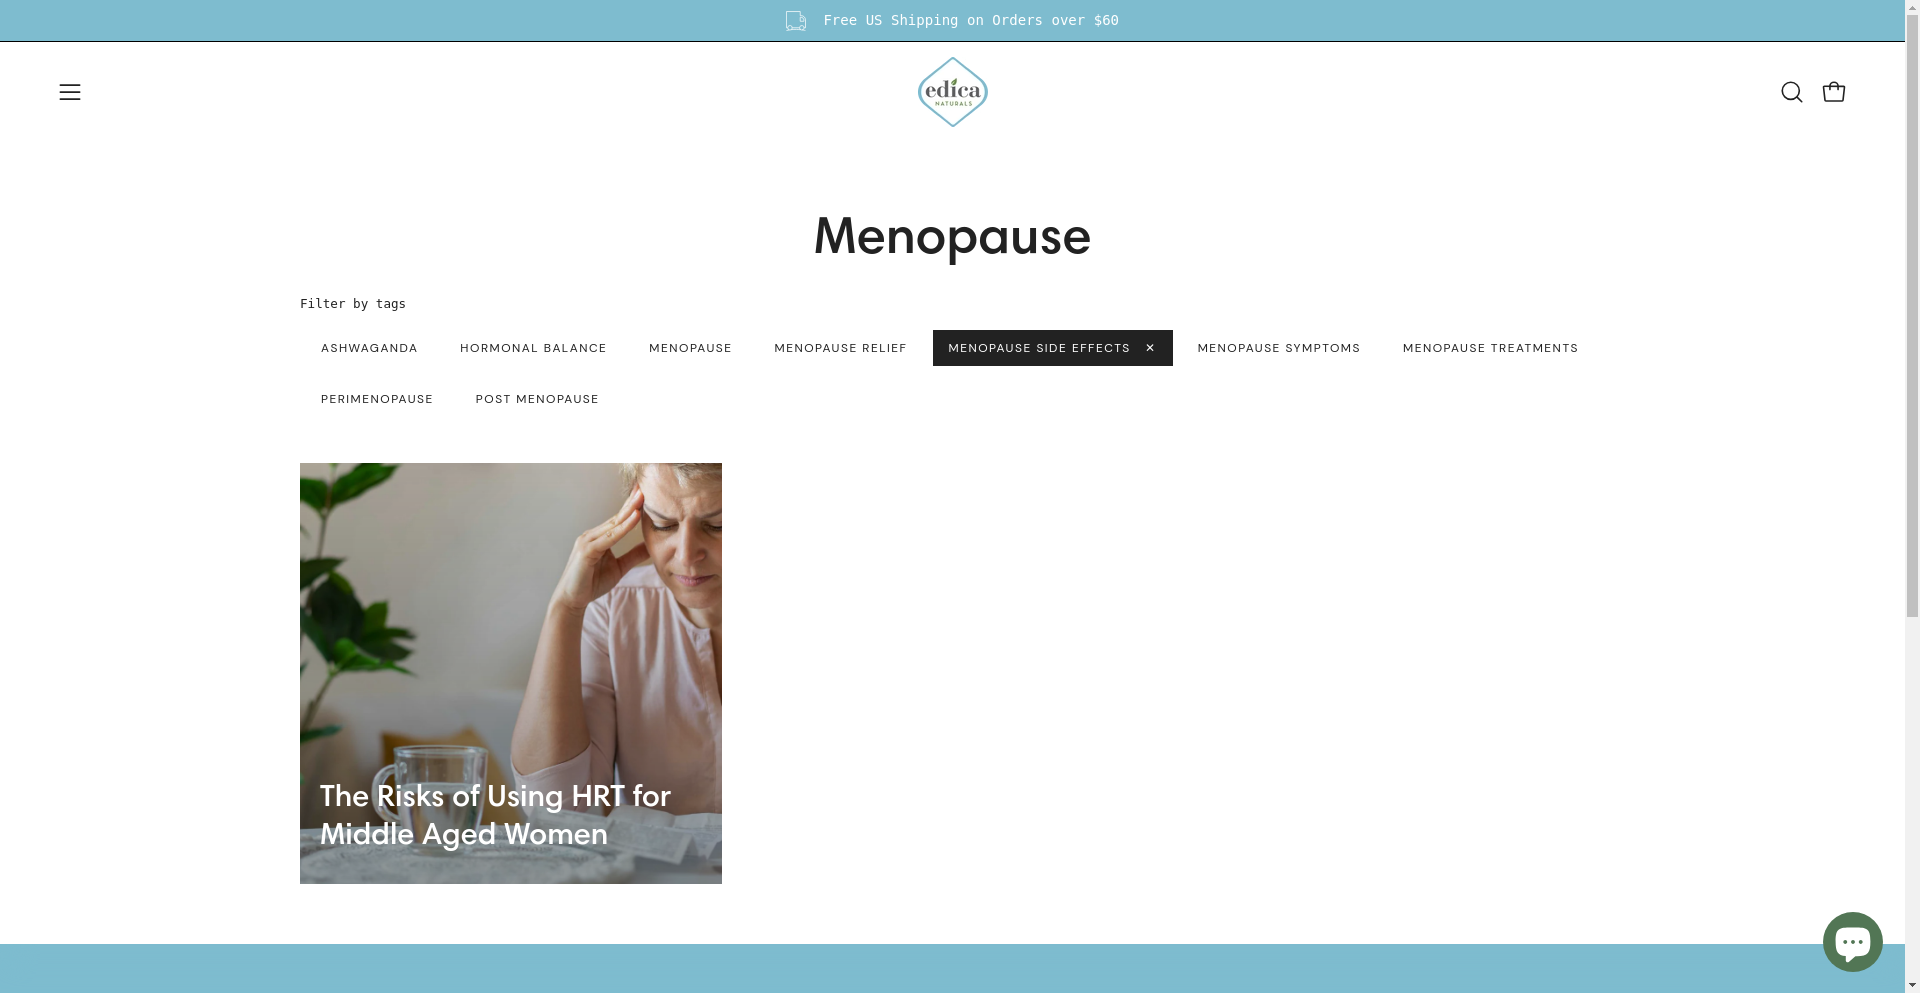 Free US Shipping on Orders over $60
edica
NATURALS
Menopause
Filter by tags
ASHWAGANDA HORMONAL BALANCE MENOPAUSE MENOPAUSE RELIEF MENOPAUSE SIDE EFFECTS × MENOPAUSE SYMPTOMS MENOPAUSE TREATMENTS
PERIMENOPAUSE POST MENOPAUSE
The Risks of Using HRT for
Middle Aged Women